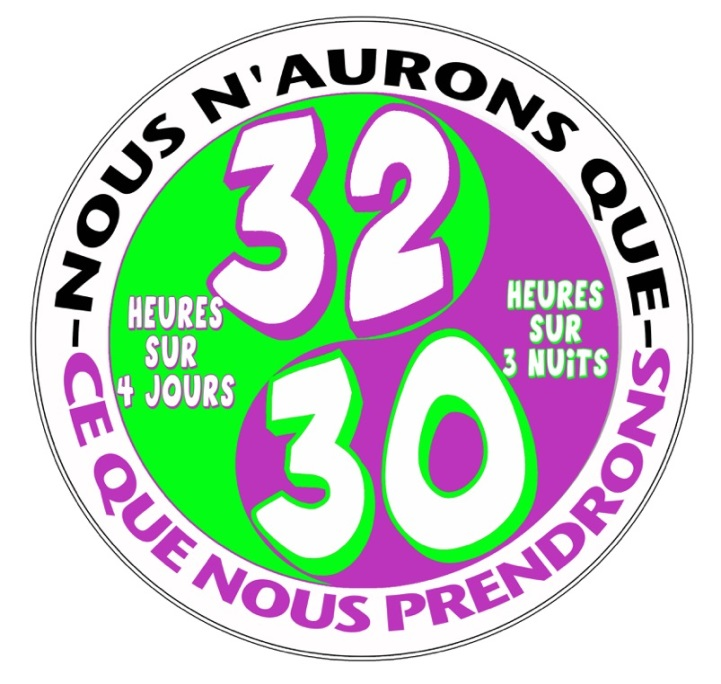 -NOUS N'AURONS QUE-
32
HEURES
SUR
4 JOURS
30
HEURES
SUR
3 NUiTS
CE QUE NOUS PRENDRONS